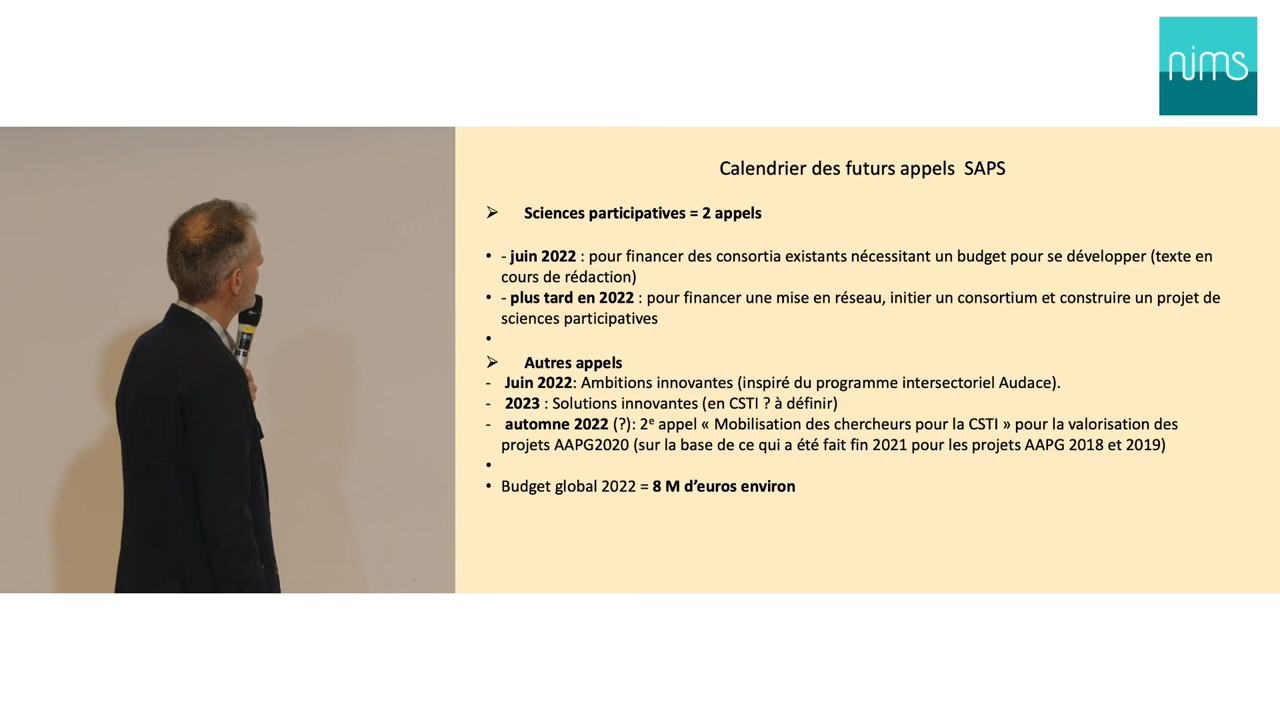 nims
Calendrier des futurs appels  SAPS
➢ Sciences participatives = 2 appels
• - juin 2022 : pour financer des consortia existants nécessitant un budget pour se développer (texte en
cours de rédaction)
• - plus tard en 2022 : pour financer une mise en réseau, initier un consortium et construire un projet de
sciences participatives
•
➢ Autres appels
- Juin 2022: Ambitions innovantes (inspiré du programme intersectoriel Audace).
- 2023 : Solutions innovantes (en CSTI ? à définir)
- automne 2022 (?): 2e appel « Mobilisation des chercheurs pour la CSTI » pour la valorisation des
projets AAPG2020 (sur la base de ce qui a été fait fin 2021 pour les projets AAPG 2018 et 2019)
•
• Budget global 2022 = 8 M d’euros environ